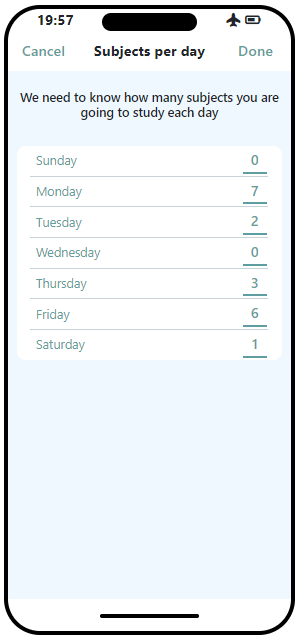 19:57
Cancel Subjects per day Done
We need to know how many subjects you are
going to study each day
Sunday 0
Monday 7
Tuesday 2
Wednesday 0
Thursday 3
Friday 6
Saturday 1